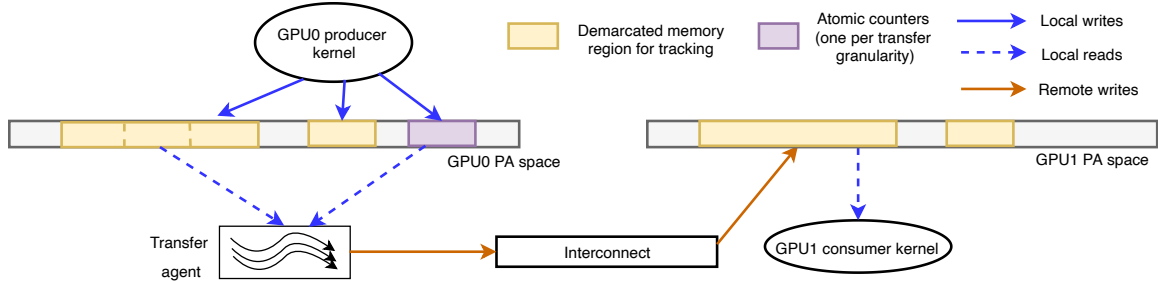 GPU0 producer
kernel
Demarcated memory
region for tracking
Atomic counters
(one per transfer
granularity)
Local writes
Local reads
Remote writes
GPU0 PA space
GPU1 PA space
Transfer
agent
Interconnect
GPU1 consumer kernel